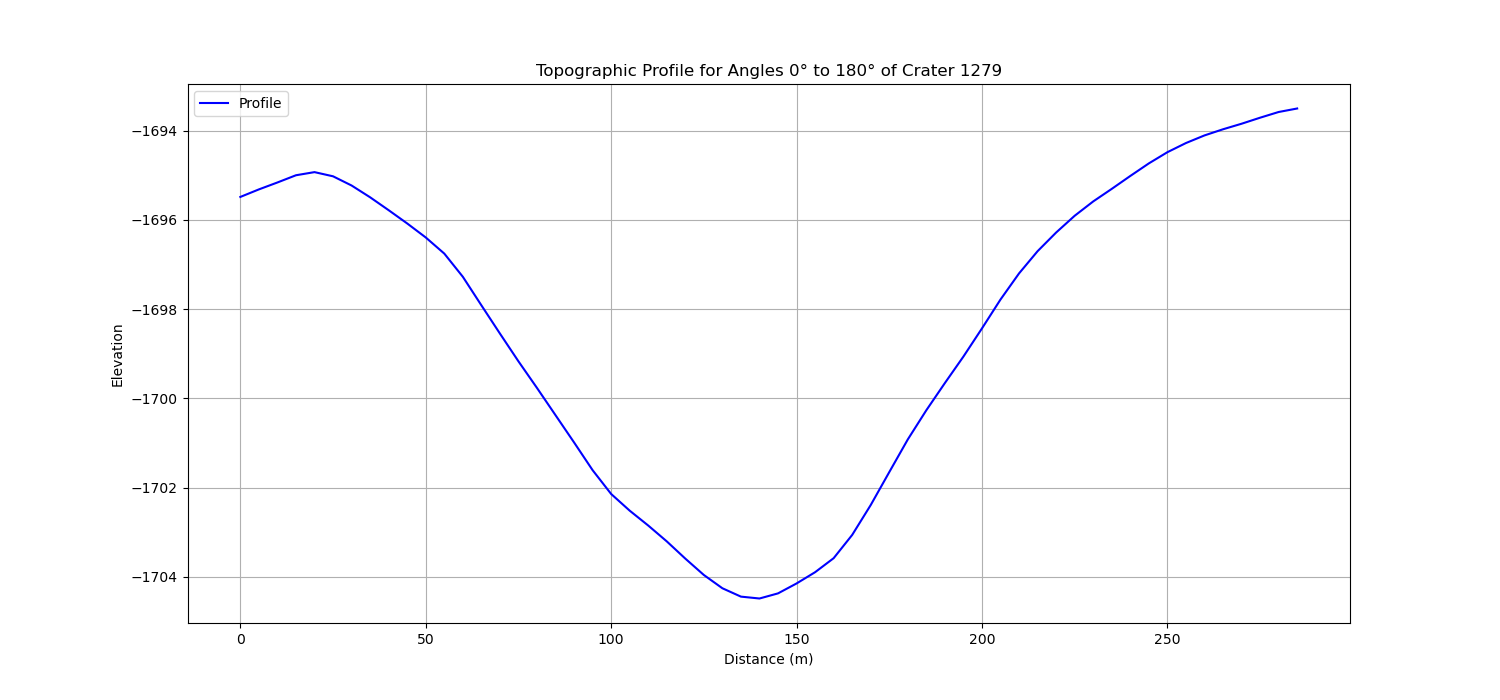 Topographic Profile for Angles 0° to 180° of Crater 1279
Profile
−1694
−1696
−1698
−1700
−1702
−1704
Elevation
0 50 100 150 200 250
Distance (m)